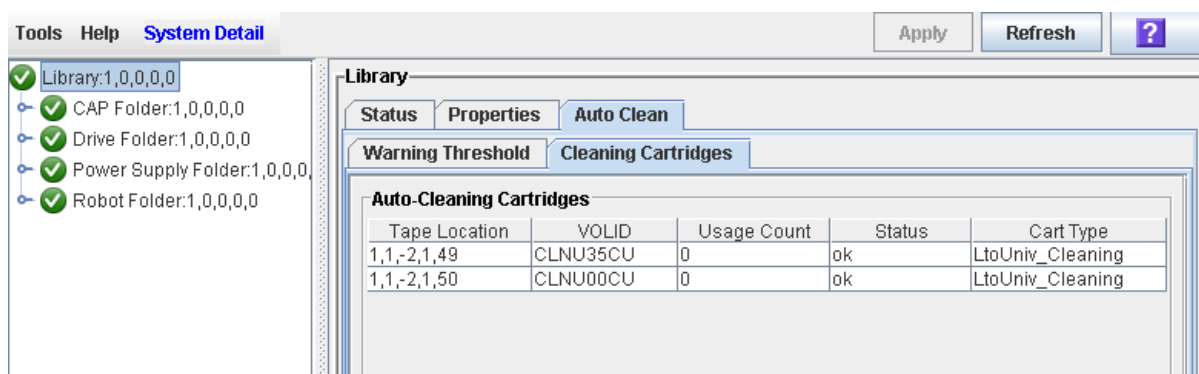 Tools Help System Detail Apply Refresh ?
Library:1,0,0,0,0
CAP Folder:1,0,0,0,0
Drive Folder:1,0,0,0,0
Power Supply Folder:1,0,0,0,
Robot Folder:1,0,0,0,0
Library
Status Properties Auto Clean
Warning Threshold Cleaning Cartridges
Auto-Cleaning Cartridges
Tape Location VOLID Usage Count Status Cart Type
1,1,-2,1,49 CLNU35CU 0 ok LtoUniv_Cleaning
1,1,-2,1,50 CLNU00CU 0 ok LtoUniv_Cleaning